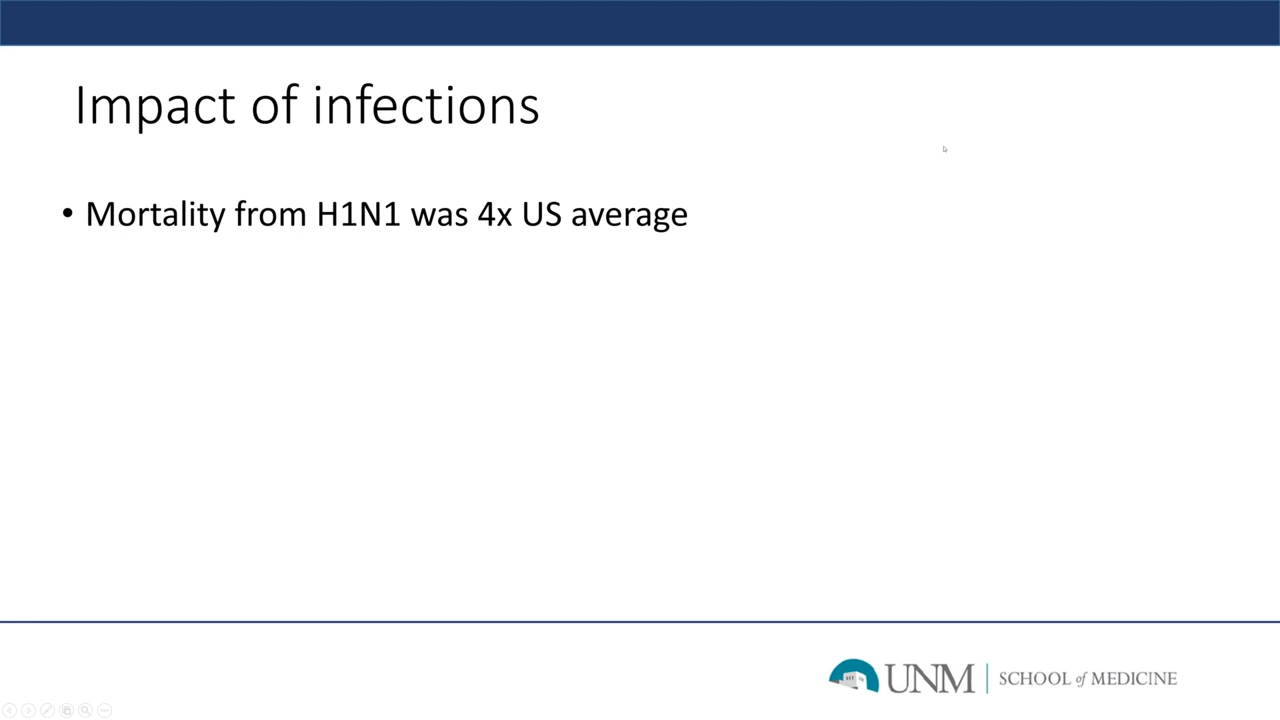 Impact of infections
• Mortality from H1N1 was 4x US average
UNM | SCHOOL of MEDICINE